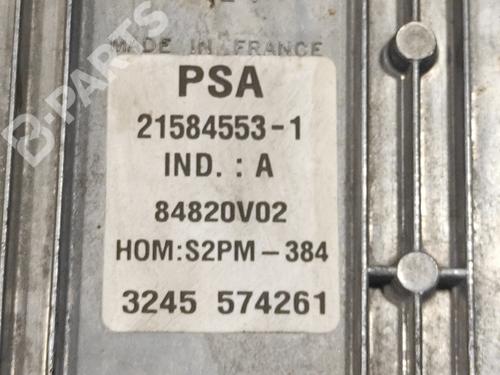 MADE IN FRANCE
PSA
21584553-1
IND. : A
84820V02
HOM:S2PM-384
3245 574261
B-PARTS